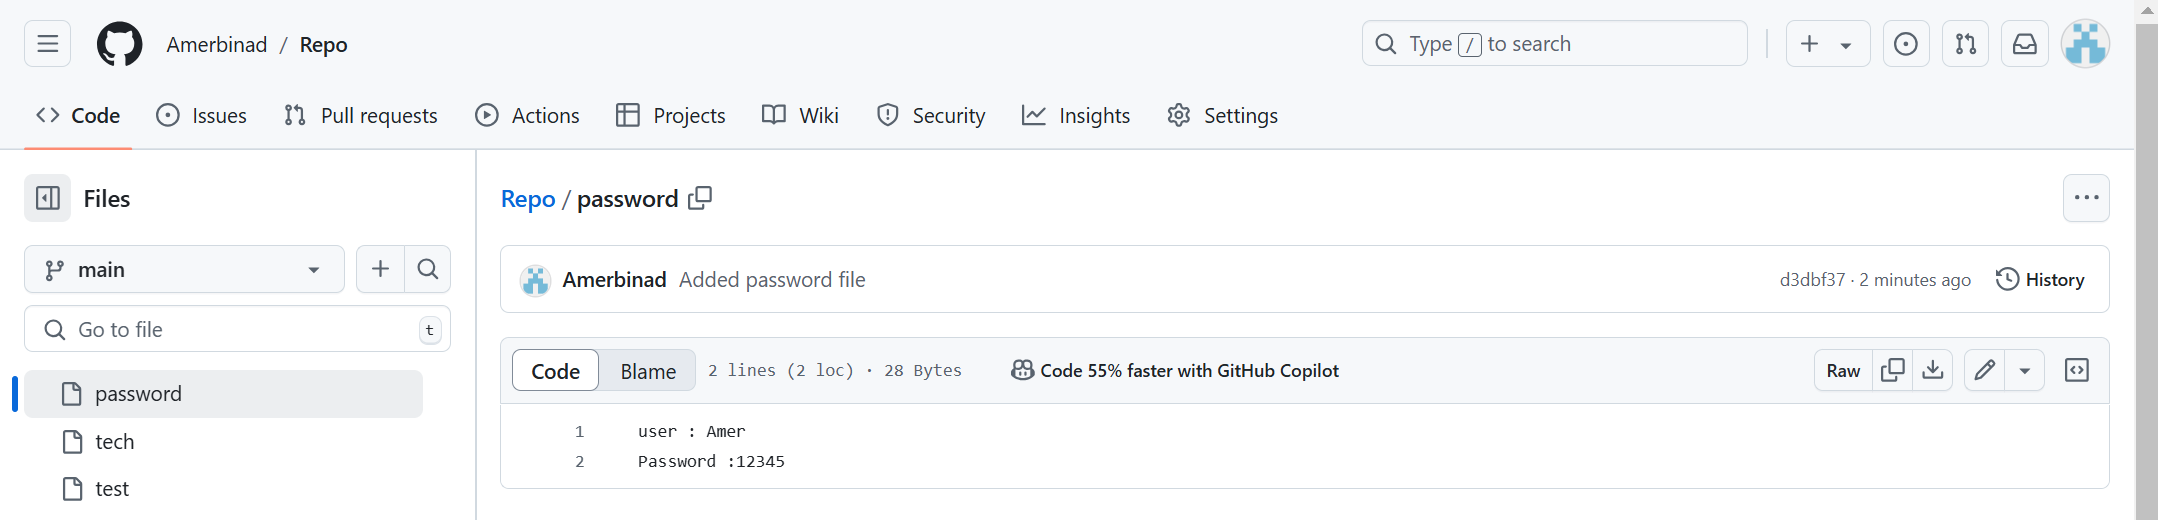 Amerbinad / Repo
Type / to search
Code Issues Pull requests Actions Projects Wiki Security Insights Settings
Files
main
Go to file t
password
tech
test
Repo / password
Amerbinad Added password file d3dbf37 · 2 minutes ago History
Code Blame 2 lines (2 loc) · 28 Bytes Code 55% faster with GitHub Copilot Raw
1 user : Amer
2 Password :12345